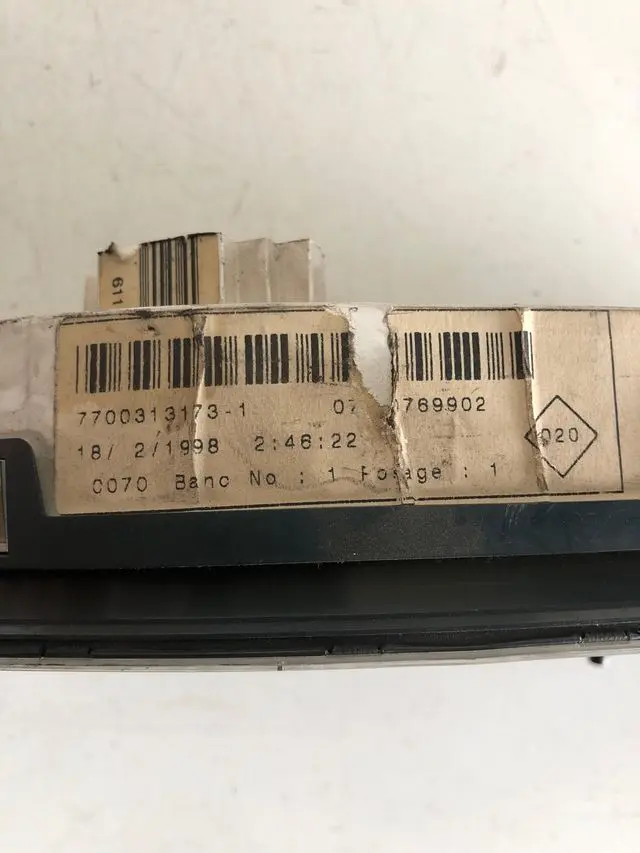 611
7700313173-1 07 769902
18/ 2/1998 2:46:22
020
0070 Banc No : 1 Posage : 1